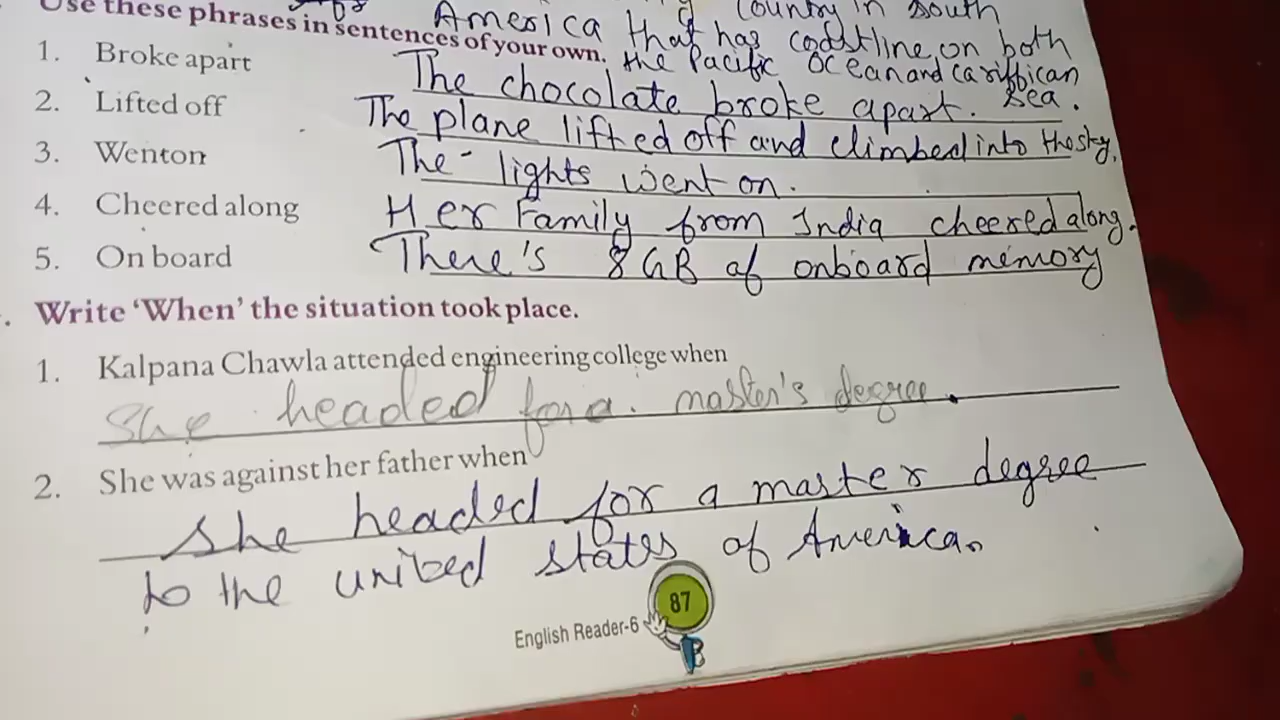 country in south
Use these phrases in sentences of your own.
America that has coastline on both
the Pacific Ocean and cariffican
sea.
1. Broke apart The chocolate broke apart.
2. Lifted off The plane lifted off and climbed into the sky.
3. Wenton The lights went on.
4. Cheered along Her Family from India cheered along.
5. On board There's 8GB of onboard memory
Write 'When' the situation took place.
1. Kalpana Chawla attended engineering college when
She headed for a master's degree.
2. She was against her father when
She headed for a master degree
to the united states of America.
English Reader-6 87